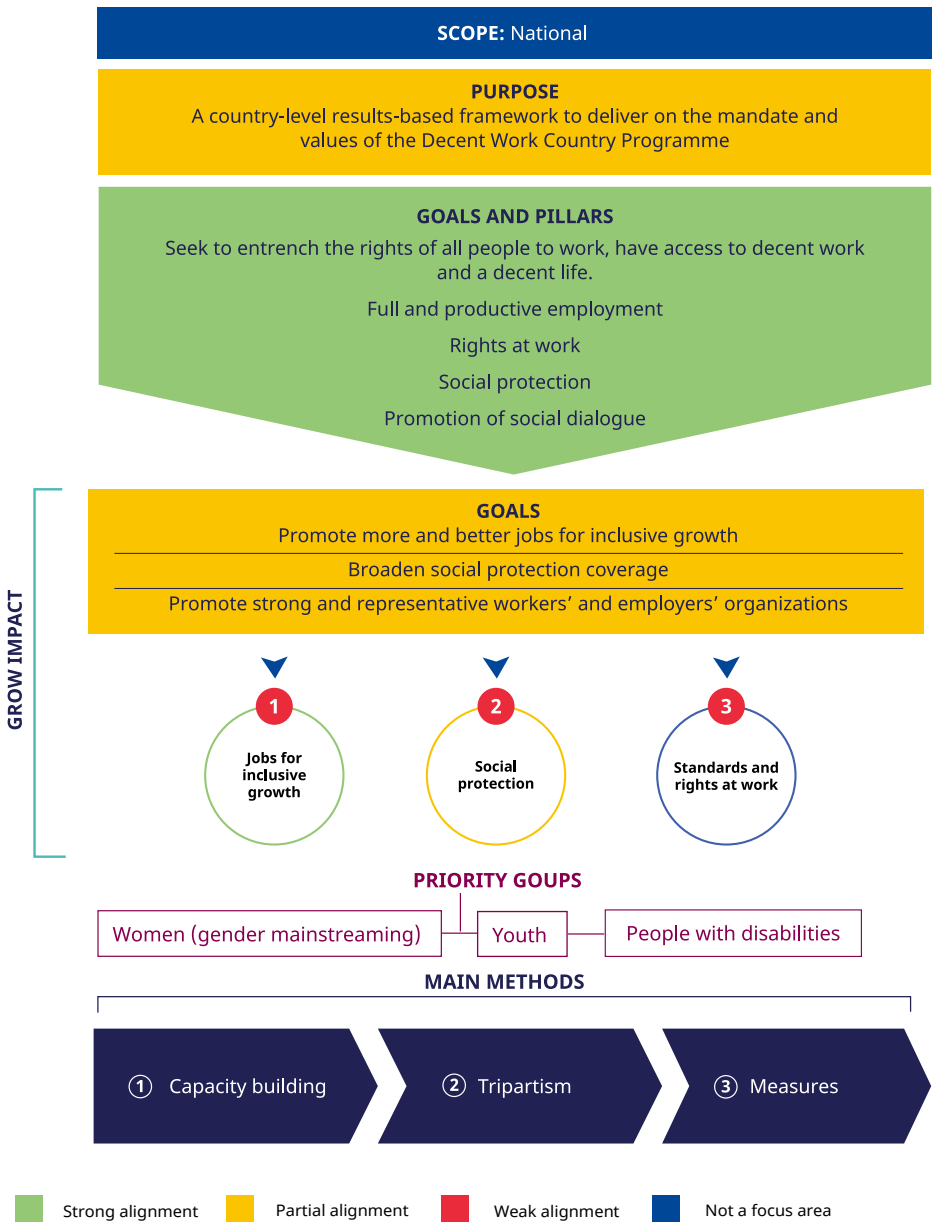 SCOPE: National
PURPOSE
A country-level results-based framework to deliver on the mandate and
values of the Decent Work Country Programme
GOALS AND PILLARS
Seek to entrench the rights of all people to work, have access to decent work
and a decent life.
Full and productive employment
Rights at work
Social protection
Promotion of social dialogue
GROW IMPACT
GOALS
Promote more and better jobs for inclusive growth
Broaden social protection coverage
Promote strong and representative workers’ and employers’ organizations
1
Jobs for
inclusive
growth
2
Social
protection
3
Standards and
rights at work
PRIORITY GOUPS
Women (gender mainstreaming)
Youth
People with disabilities
MAIN METHODS
1 Capacity building
2 Tripartism
3 Measures
Strong alignment
Partial alignment
Weak alignment
Not a focus area